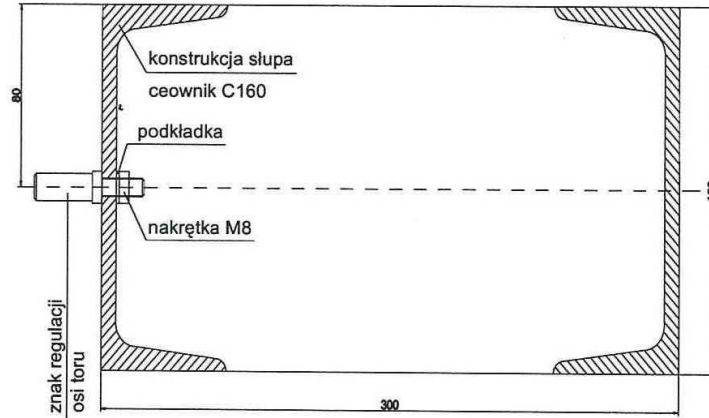 80
konstrukcja słupa
ceownik C160
podkładka
nakrętka M8
znak regulacji
osi toru
300